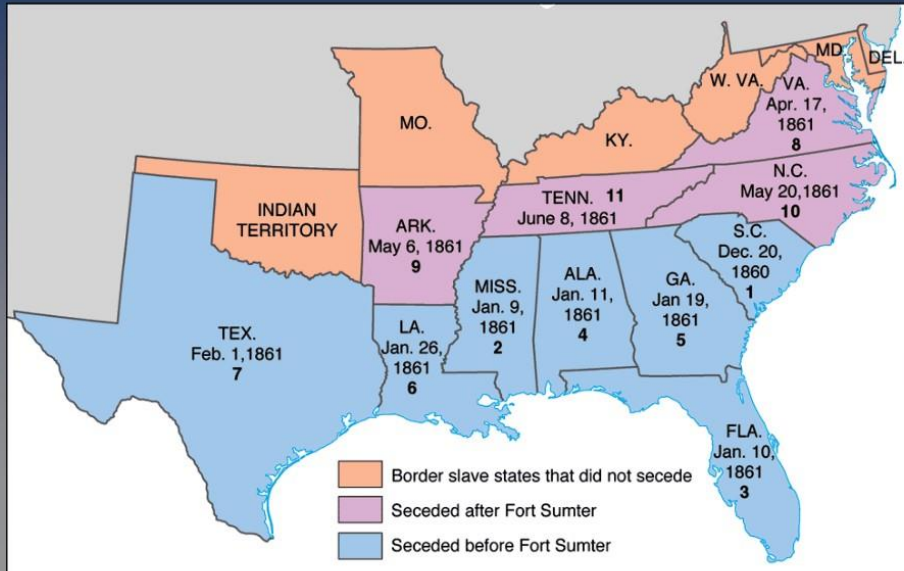 MO.
KY.
W. VA.
MD.
DEL.
VA.
Apr. 17,
1861
8
N.C.
May 20,1861
10
TENN. 11
June 8, 1861
INDIAN
TERRITORY
ARK.
May 6, 1861
9
S.C.
Dec. 20,
1860
1
MISS.
Jan. 9,
1861
2
ALA.
Jan. 11,
1861
4
GA.
Jan 19,
1861
5
TEX.
Feb. 1,1861
7
LA.
Jan. 26,
1861
6
FLA.
Jan. 10,
1861
3
Border slave states that did not secede
Seceded after Fort Sumter
Seceded before Fort Sumter